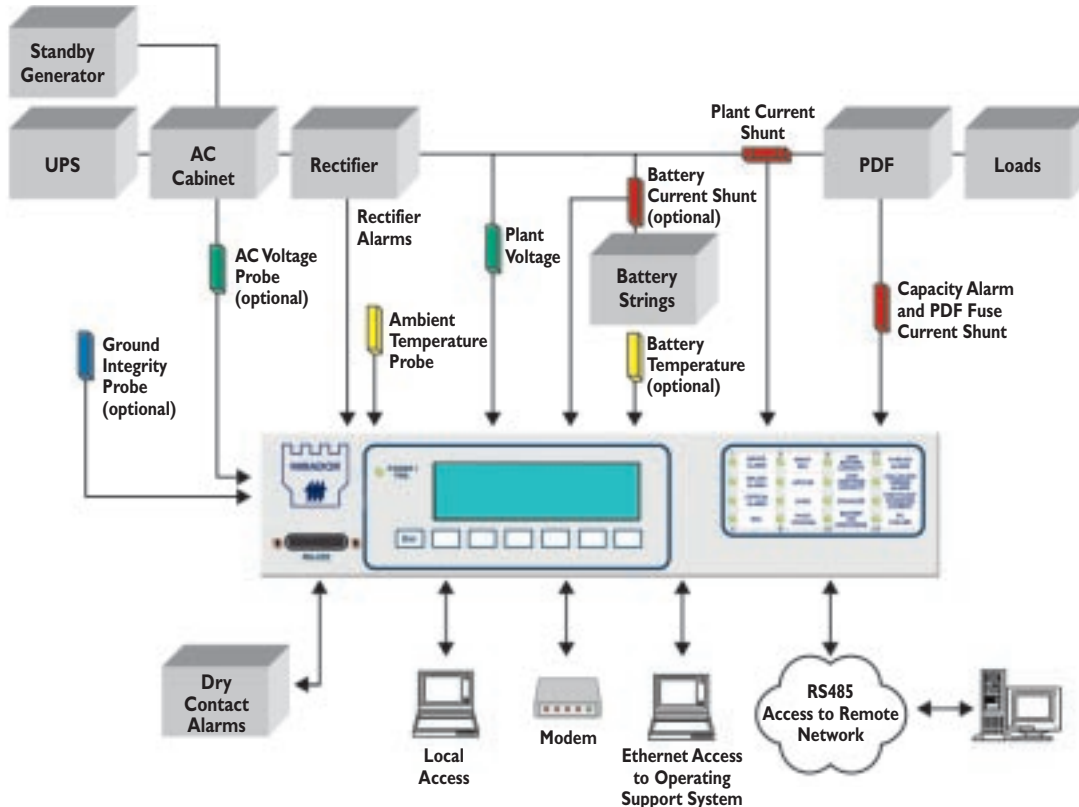 Standby
Generator
UPS
AC
Cabinet
Rectifier
Plant Current
Shunt
PDF
Loads
Rectifier
Alarms
Battery
Current Shunt
(optional)
AC Voltage
Probe
(optional)
Plant
Voltage
Battery
Strings
Capacity Alarm
and PDF Fuse
Current Shunt
Ground
Integrity
Probe
(optional)
Ambient
Temperature
Probe
Battery
Temperature
(optional)
MIRADOR
Esc
Dry
Contact
Alarms
Local
Access
Modem
Ethernet Access
to Operating
Support System
RS485
Access to Remote
Network